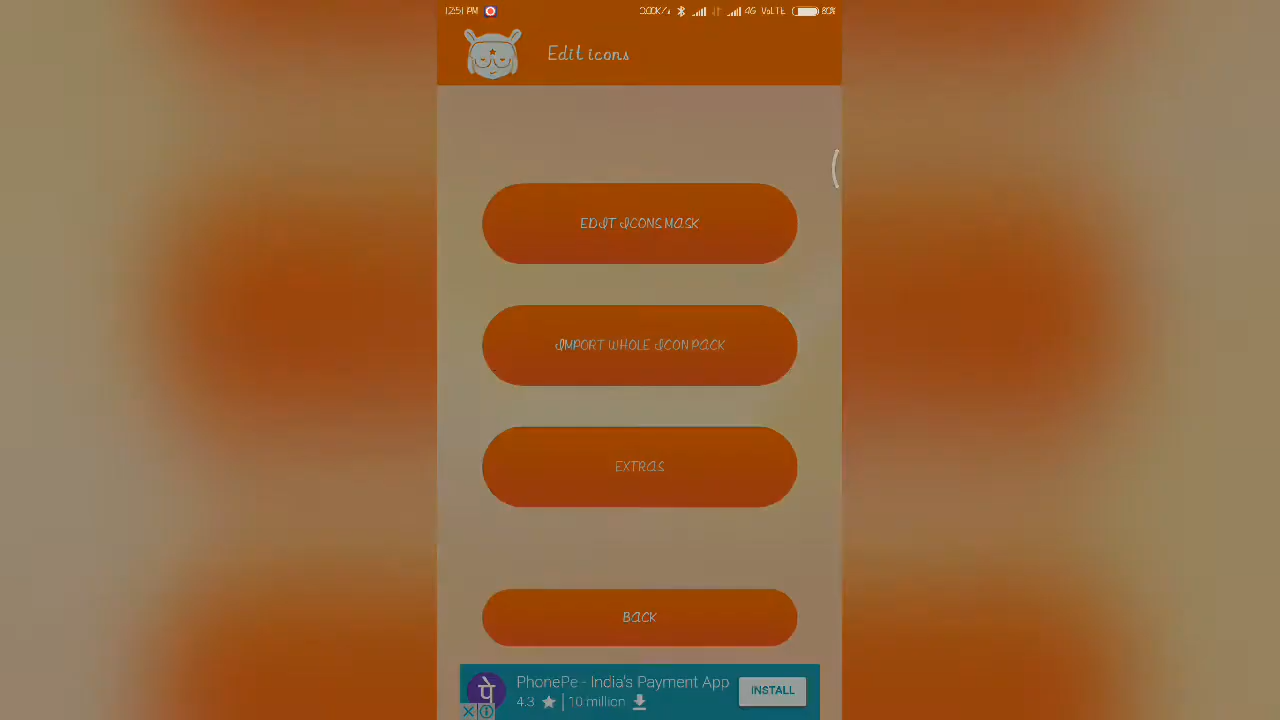 12:51 PM
4G VoLTE 80%
Edit icons
EDIT ICONS MASK
IMPORT WHOLE ICON PACK
EXTRAS
BACK
पे
PhonePe - India's Payment App
4.3 10 million
INSTALL